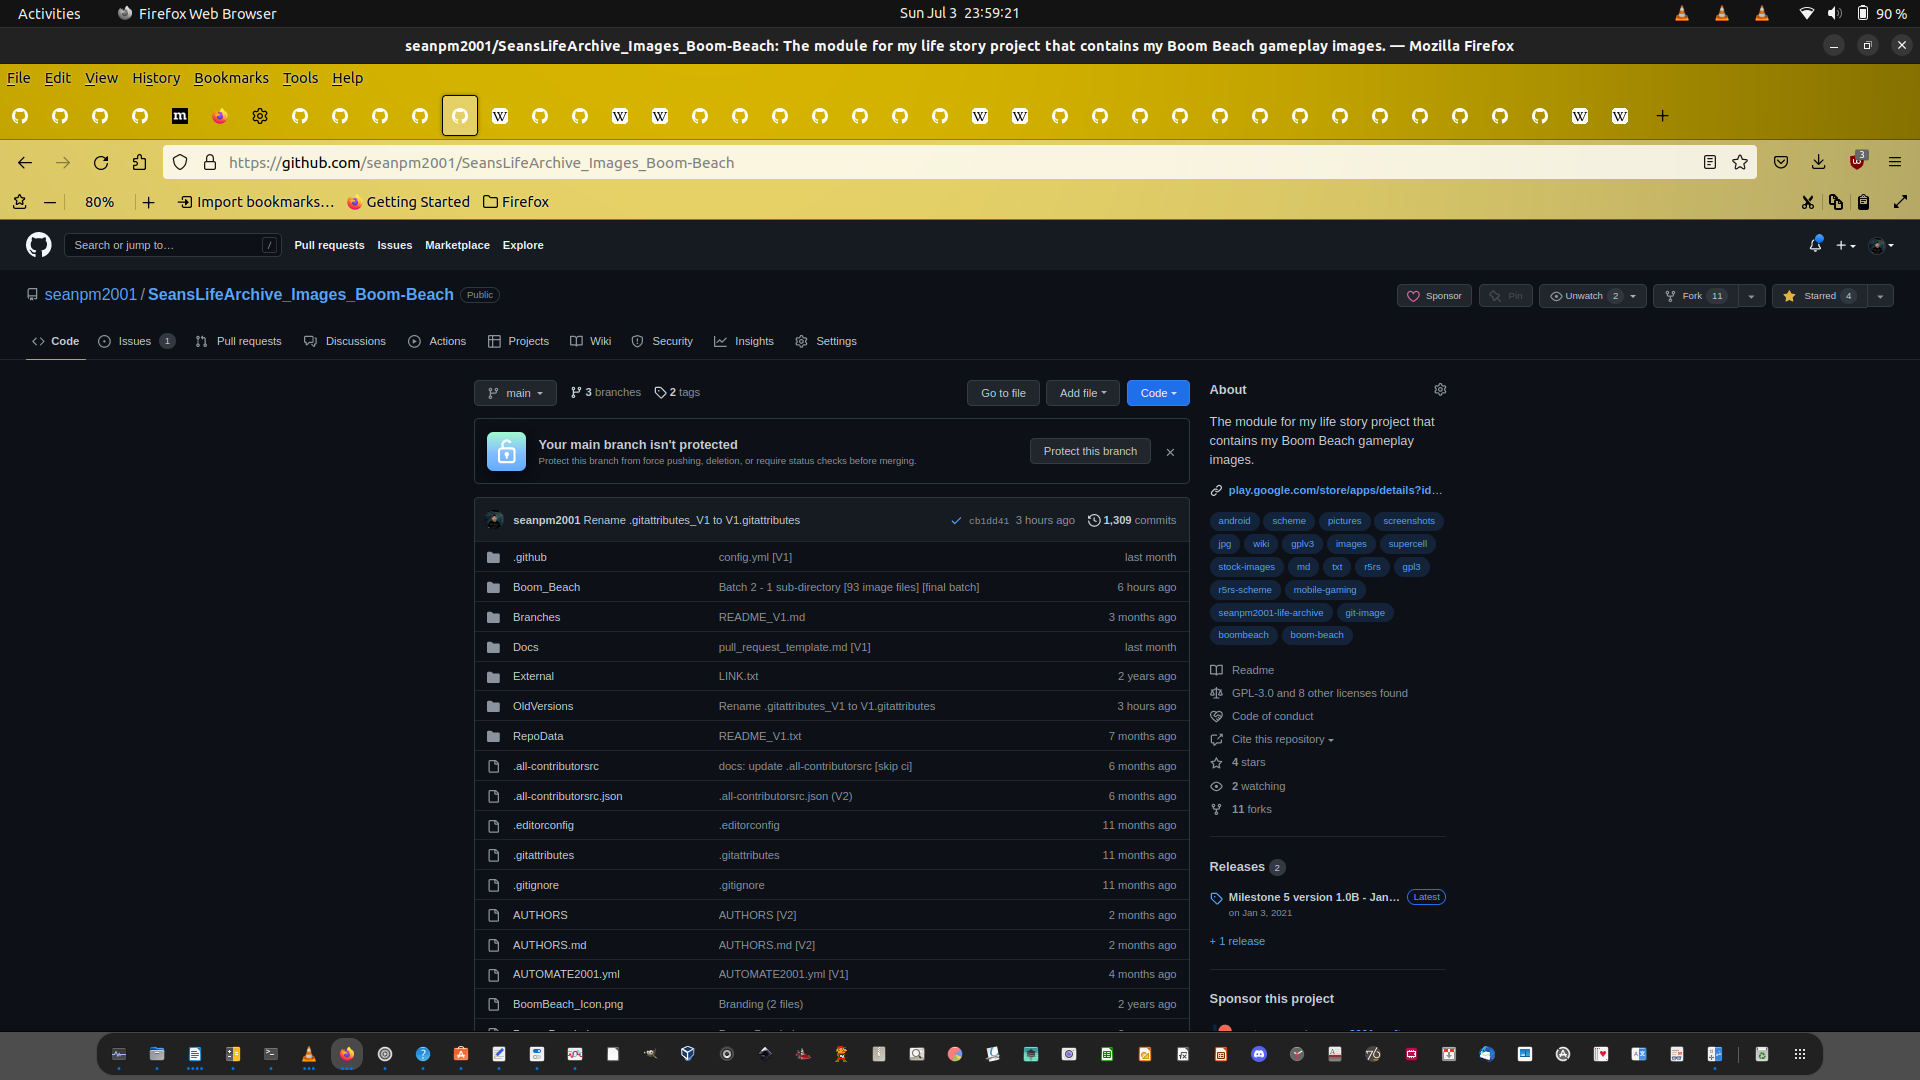 Activities
Firefox Web Browser
Sun Jul 3 23:59:21
90 %
seanpm2001/SeansLifeArchive_Images_Boom-Beach: The module for my life story project that contains my Boom Beach gameplay images. — Mozilla Firefox
File Edit View History Bookmarks Tools Help
https://github.com/seanpm2001/SeansLifeArchive_Images_Boom-Beach
3
80%
Import bookmarks…
Getting Started
Firefox
Search or jump to…
/
Pull requests Issues Marketplace Explore
seanpm2001 / SeansLifeArchive_Images_Boom-Beach Public
Sponsor
Pin
Unwatch 2
Fork 11
Starred 4
Code
Issues 1
Pull requests
Discussions
Actions
Projects
Wiki
Security
Insights
Settings
main
3 branches
2 tags
Go to file
Add file
Code
Your main branch isn't protected
Protect this branch from force pushing, deletion, or require status checks before merging.
Protect this branch
seanpm2001 Rename .gitattributes_V1 to V1.gitattributes
cb1dd41 3 hours ago
1,309 commits
.github config.yml [V1] last month
Boom_Beach Batch 2 - 1 sub-directory [93 image files] [final batch] 6 hours ago
Branches README_V1.md 3 months ago
Docs pull_request_template.md [V1] last month
External LINK.txt 2 years ago
OldVersions Rename .gitattributes_V1 to V1.gitattributes 3 hours ago
RepoData README_V1.txt 7 months ago
.all-contributorsrc docs: update .all-contributorsrc [skip ci] 6 months ago
.all-contributorsrc.json .all-contributorsrc.json (V2) 6 months ago
.editorconfig .editorconfig 11 months ago
.gitattributes .gitattributes 11 months ago
.gitignore .gitignore 11 months ago
AUTHORS AUTHORS [V2] 2 months ago
AUTHORS.md AUTHORS.md [V2] 2 months ago
AUTOMATE2001.yml AUTOMATE2001.yml [V1] 4 months ago
BoomBeach_Icon.png Branding (2 files) 2 years ago
About
The module for my life story project that
contains my Boom Beach gameplay
images.
play.google.com/store/apps/details?id…
android scheme pictures screenshots
jpg wiki gplv3 images supercell
stock-images md txt r5rs gpl3
r5rs-scheme mobile-gaming
seanpm2001-life-archive git-image
boombeach boom-beach
Readme
GPL-3.0 and 8 other licenses found
Code of conduct
Cite this repository
4 stars
2 watching
11 forks
Releases 2
Milestone 5 version 1.0B - Jan… Latest
on Jan 3, 2021
+ 1 release
Sponsor this project